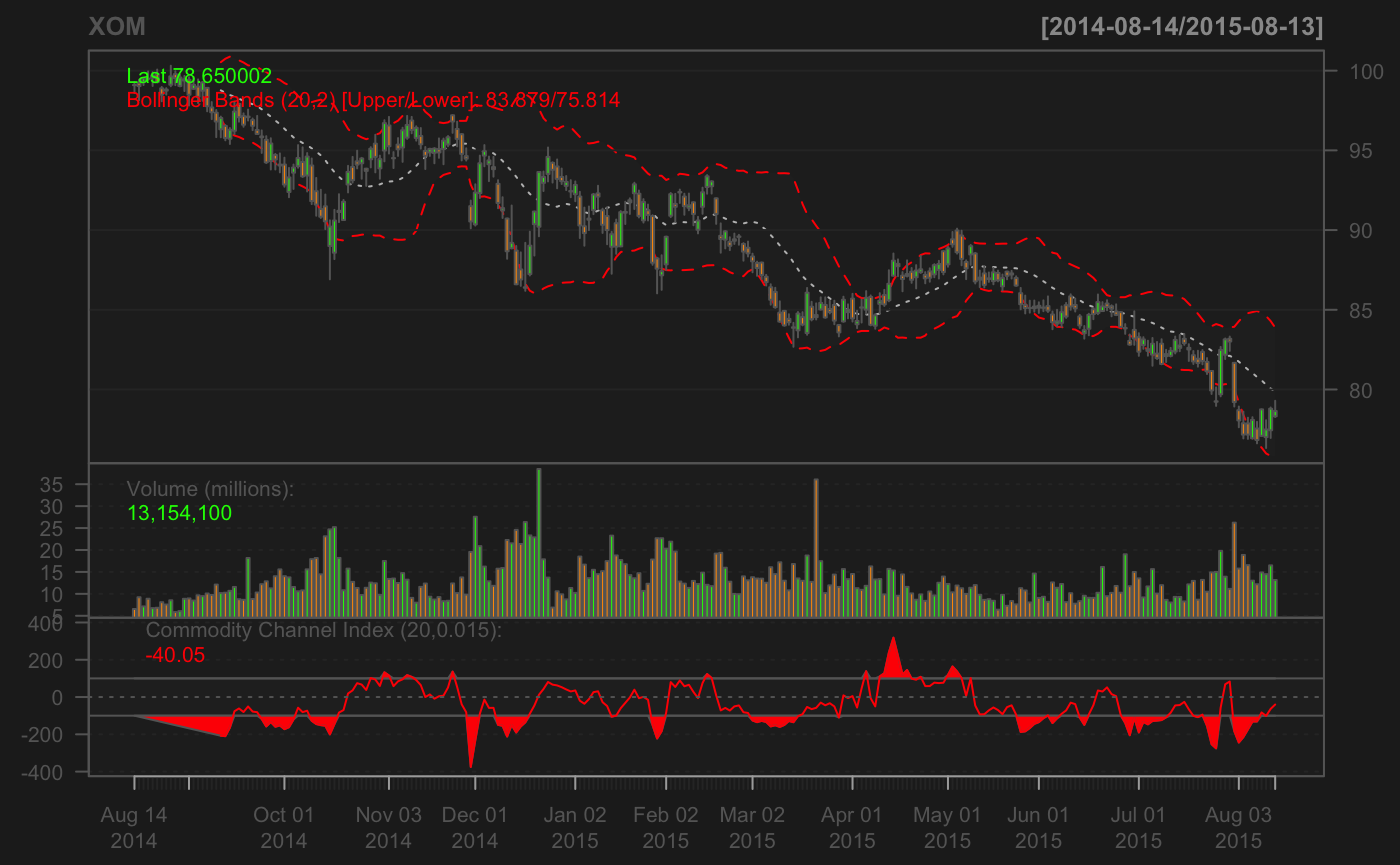 XOM [2014-08-14/2015-08-13]
Last 78.650002
Bollinger Bands (20,2) [Upper/Lower]: 83.879/75.814
100
95
90
85
80
Volume (millions):
13,154,100
35
30
25
20
15
10
5
Commodity Channel Index (20,0.015):
-40.05
400
200
0
-200
-400
Aug 14 Oct 01 Nov 03 Dec 01 Jan 02 Feb 02 Mar 02 Apr 01 May 01 Jun 01 Jul 01 Aug 03
2014 2014 2014 2014 2015 2015 2015 2015 2015 2015 2015 2015